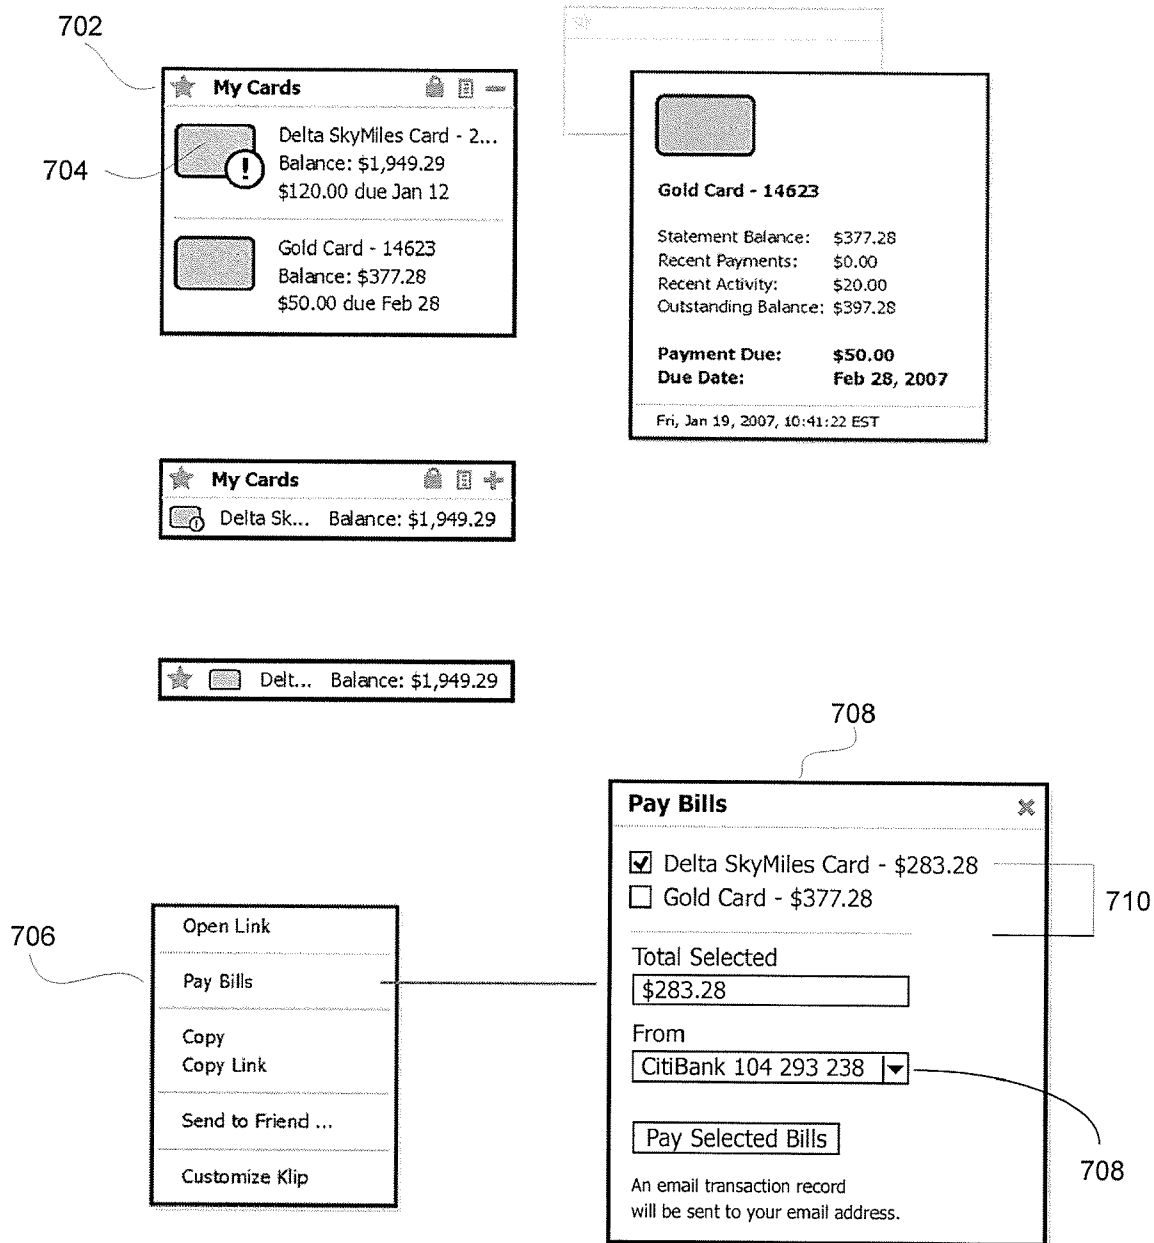 702
My Cards
704
Delta SkyMiles Card - 2...
Balance: $1,949.29
$120.00 due Jan 12
Gold Card - 14623
Balance: $377.28
$50.00 due Feb 28
Gold Card - 14623
Statement Balance: $377.28
Recent Payments: $0.00
Recent Activity: $20.00
Outstanding Balance: $397.28
Payment Due: $50.00
Due Date: Feb 28, 2007
Fri, Jan 19, 2007, 10:41:22 EST
My Cards
Delta Sk... Balance: $1,949.29
Delt... Balance: $1,949.29
706
Open Link
Pay Bills
Copy
Copy Link
Send to Friend ...
Customize Klip
708
Pay Bills
Delta SkyMiles Card - $283.28
Gold Card - $377.28
710
Total Selected
$283.28
From
CitiBank 104 293 238
708
Pay Selected Bills
An email transaction record
will be sent to your email address.